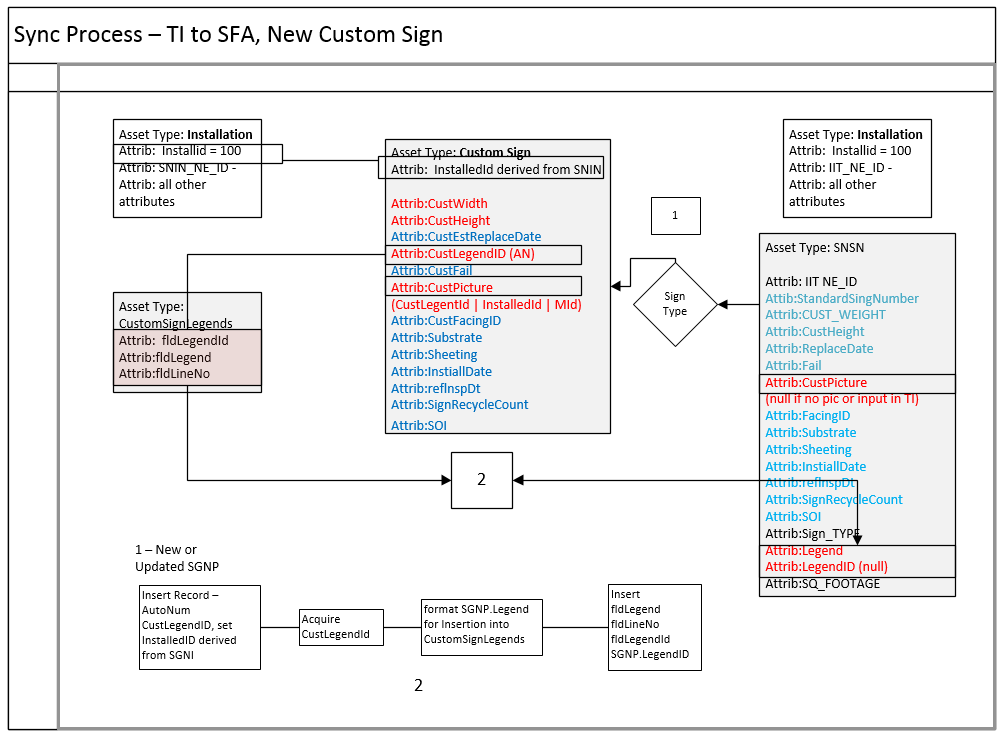 Sync Process – TI to SFA, New Custom Sign
Asset Type: Installation
Attrib:  Installid = 100
Attrib: SNIN_NE_ID -
Attrib: all other
attributes
Asset Type: Custom Sign
Attrib:  InstalledId derived from SNIN
Attrib:CustWidth
Attrib:CustHeight
Attrib:CustEstReplaceDate
Attrib:CustLegendID (AN)
Attrib:CustFail
Attrib:CustPicture
(CustLegentId | InstalledId | MId)
Attrib:CustFacingID
Attrib:Substrate
Attrib:Sheeting
Attrib:InstiallDate
Attrib:refInspDt
Attrib:SignRecycleCount
Attrib:SOI
1
Sign
Type
Asset Type: Installation
Attrib:  Installid = 100
Attrib: IIT_NE_ID -
Attrib: all other
attributes
Asset Type: SNSN
Attrib: IIT NE_ID
Attib:StandardSingNumber
Attrib:CUST_WEIGHT
Attrib:CustHeight
Attrib:ReplaceDate
Attrib:Fail
Attrib:CustPicture
(null if no pic or input in TI)
Attrib:FacingID
Attrib:Substrate
Attrib:Sheeting
Attrib:InstiallDate
Attrib:refInspDt
Attrib:SignRecycleCount
Attrib:SOI
Attrib:Sign_TYPE
Attrib:Legend
Attrib:LegendID (null)
Attrib:SQ_FOOTAGE
Asset Type:
CustomSignLegends
Attrib:  fldLegendId
Attrib:fldLegend
Attrib:fldLineNo
2
1 – New or
Updated SGNP
Insert Record –
AutoNum
CustLegendID, set
InstalledID derived
from SGNI
Acquire
CustLegendId
format SGNP.Legend
for Insertion into
CustomSignLegends
Insert
fldLegend
fldLineNo
fldLegendId
SGNP.LegendID
2